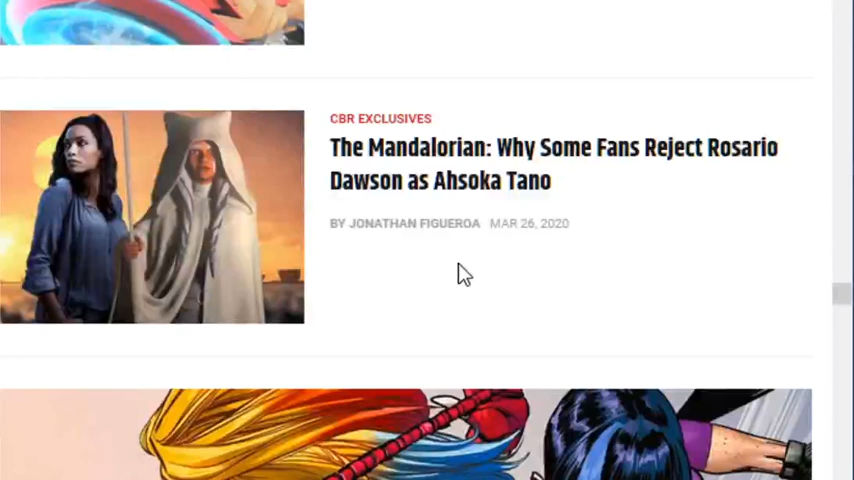 CBR EXCLUSIVES
The Mandalorian: Why Some Fans Reject Rosario
Dawson as Ahsoka Tano
BY JONATHAN FIGUEROA MAR 26, 2020